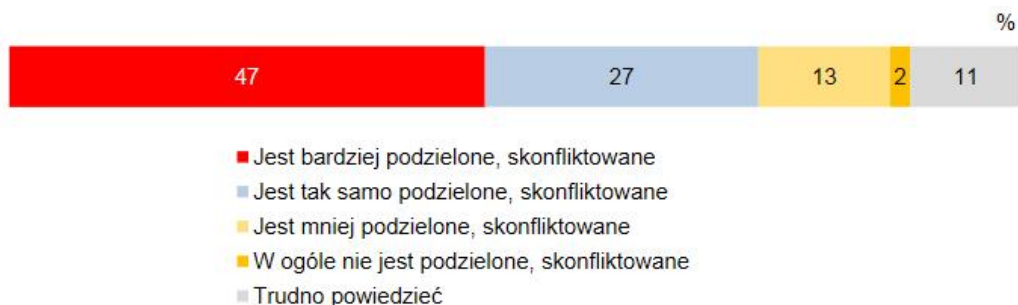 %
47 27 13 2 11
Jest bardziej podzielone, skonfliktowane
Jest tak samo podzielone, skonfliktowane
Jest mniej podzielone, skonfliktowane
W ogóle nie jest podzielone, skonfliktowane
Trudno powiedzieć